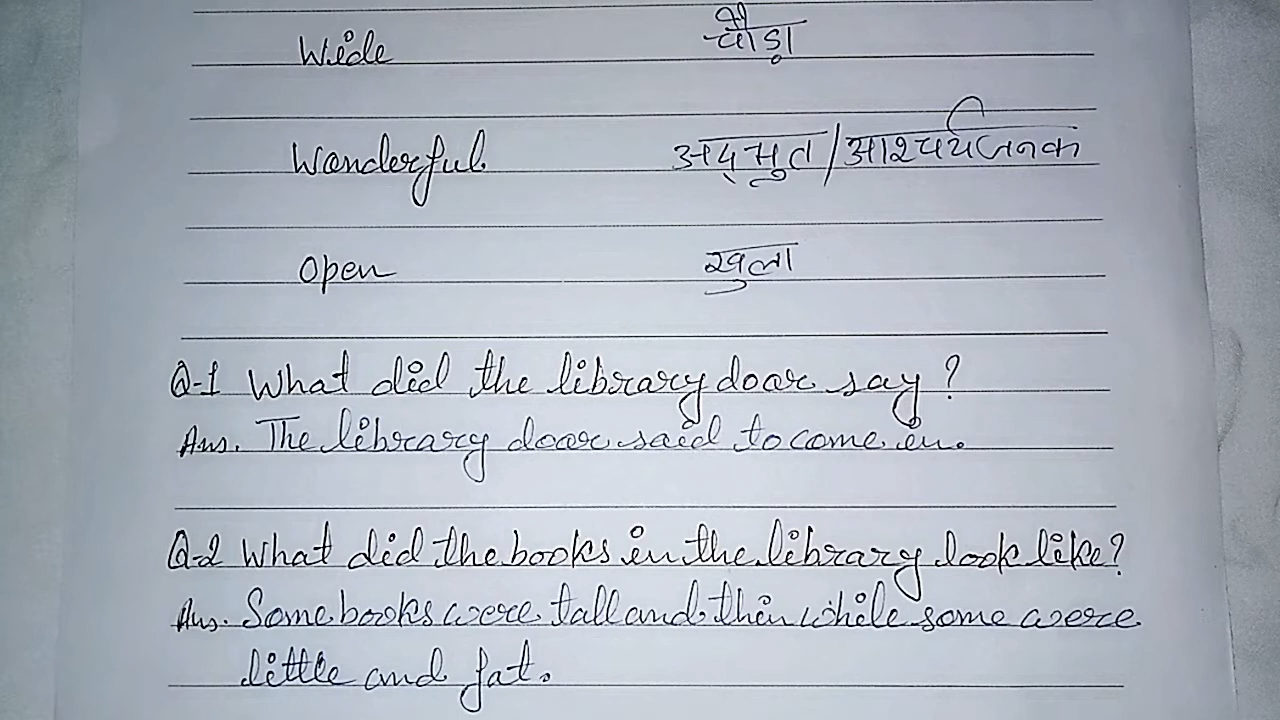 Wide चौड़ा
Wonderful अद्भुत/आश्चर्यजनक
Open खुला
Q-1 What did the library door say?
Ans. The library door said to come in.
Q-2 What did the books in the library look like?
Ans. Some books were tall and thin while some were
little and fat.